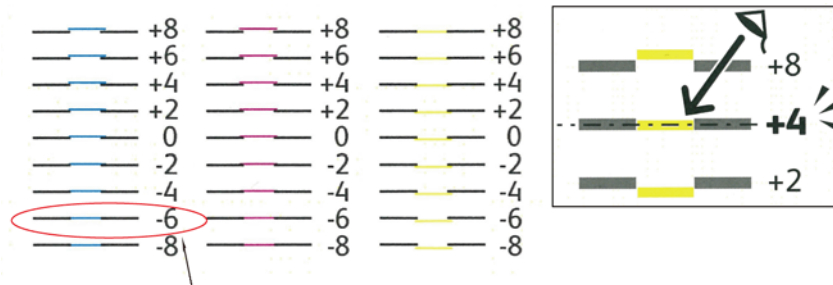 +8 +8 +8
+6 +6 +6
+4 +4 +4
+2 +2 +2
0 0 0
-2 -2 -2
-4 -4 -4
-6 -6 -6
-8 -8 -8
+8
+4
+2